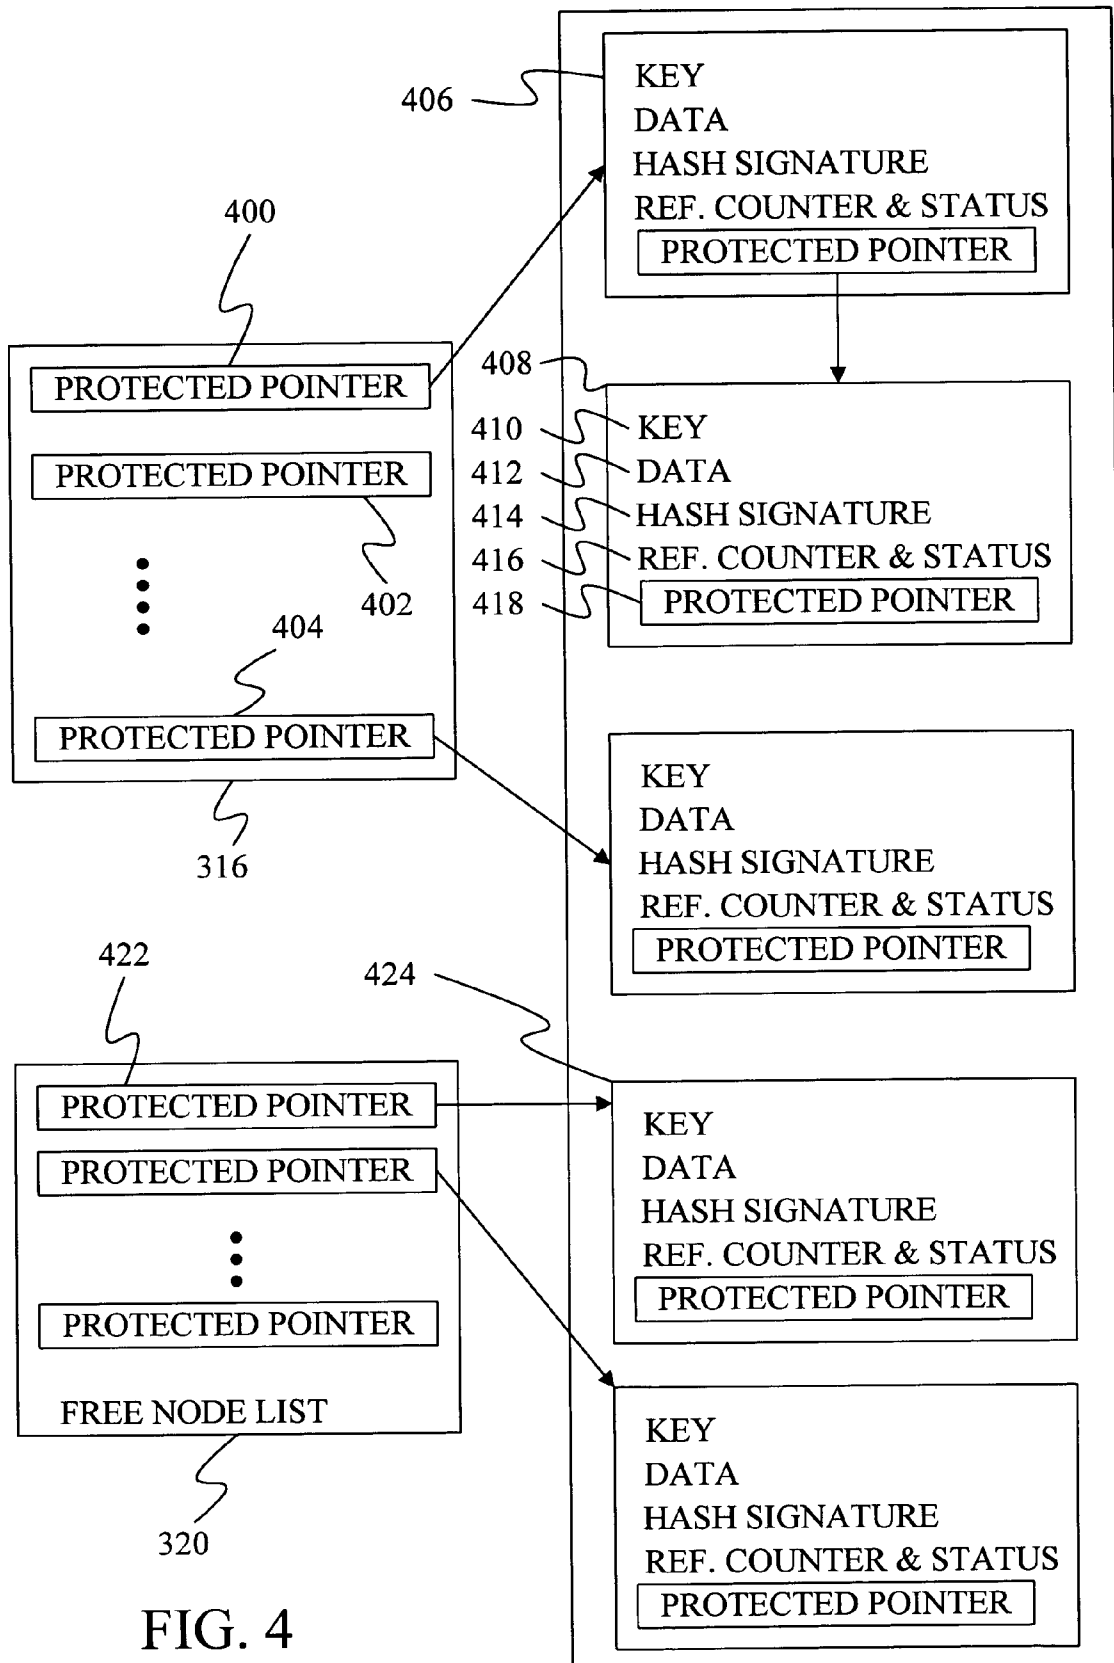 406
KEY
DATA
HASH SIGNATURE
REF. COUNTER & STATUS
PROTECTED POINTER
400
PROTECTED POINTER
PROTECTED POINTER
402
404
PROTECTED POINTER
316
408
410
KEY
412
DATA
414
HASH SIGNATURE
416
REF. COUNTER & STATUS
418
PROTECTED POINTER
KEY
DATA
HASH SIGNATURE
REF. COUNTER & STATUS
PROTECTED POINTER
422
PROTECTED POINTER
PROTECTED POINTER
PROTECTED POINTER
FREE NODE LIST
320
424
KEY
DATA
HASH SIGNATURE
REF. COUNTER & STATUS
PROTECTED POINTER
KEY
DATA
HASH SIGNATURE
REF. COUNTER & STATUS
PROTECTED POINTER
FIG. 4